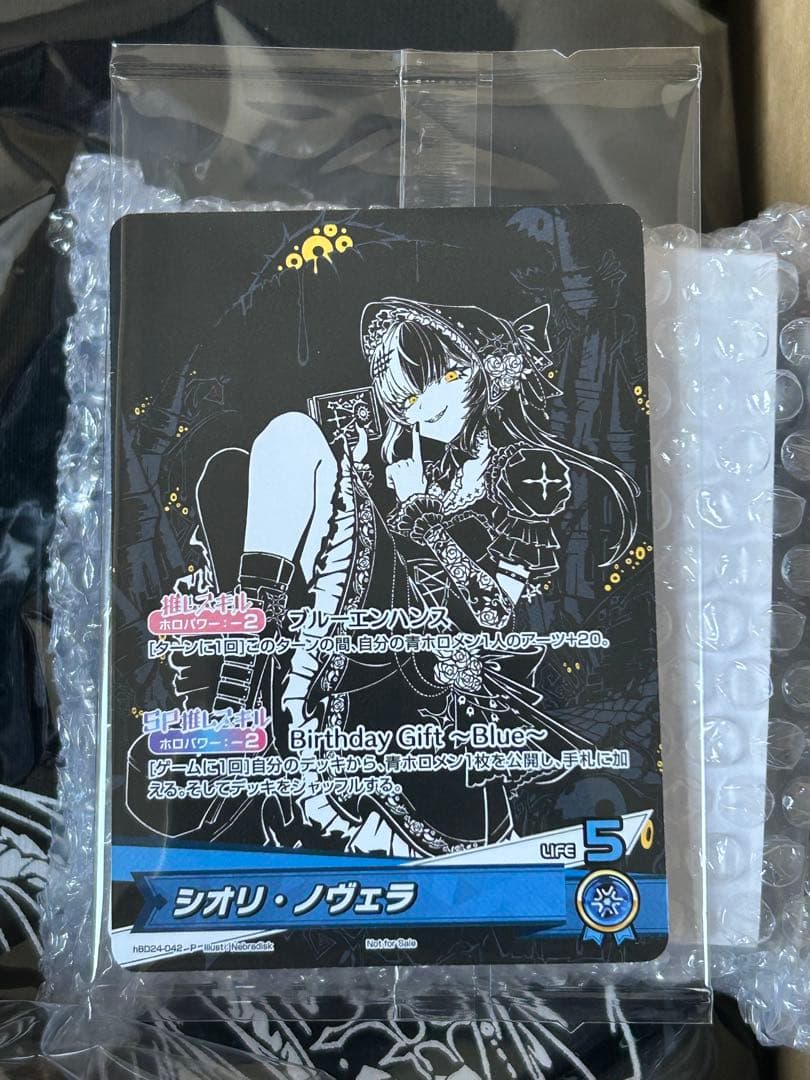 推しスキル
ホロパワー：－2
ブルーエンハンス
[ターンに1回]このターンの間、自分の青ホロメン1人のアーツ+20。
SP推しスキル
ホロパワー：－2
Birthday Gift ～Blue～
[ゲームに1回]自分のデッキから、青ホロメン1枚を公開し、手札に加
える。そしてデッキをシャッフルする。
LIFE 5
シオリ・ノヴェラ
hBD24-042 P Illust:Nebredisk
Not for Sale